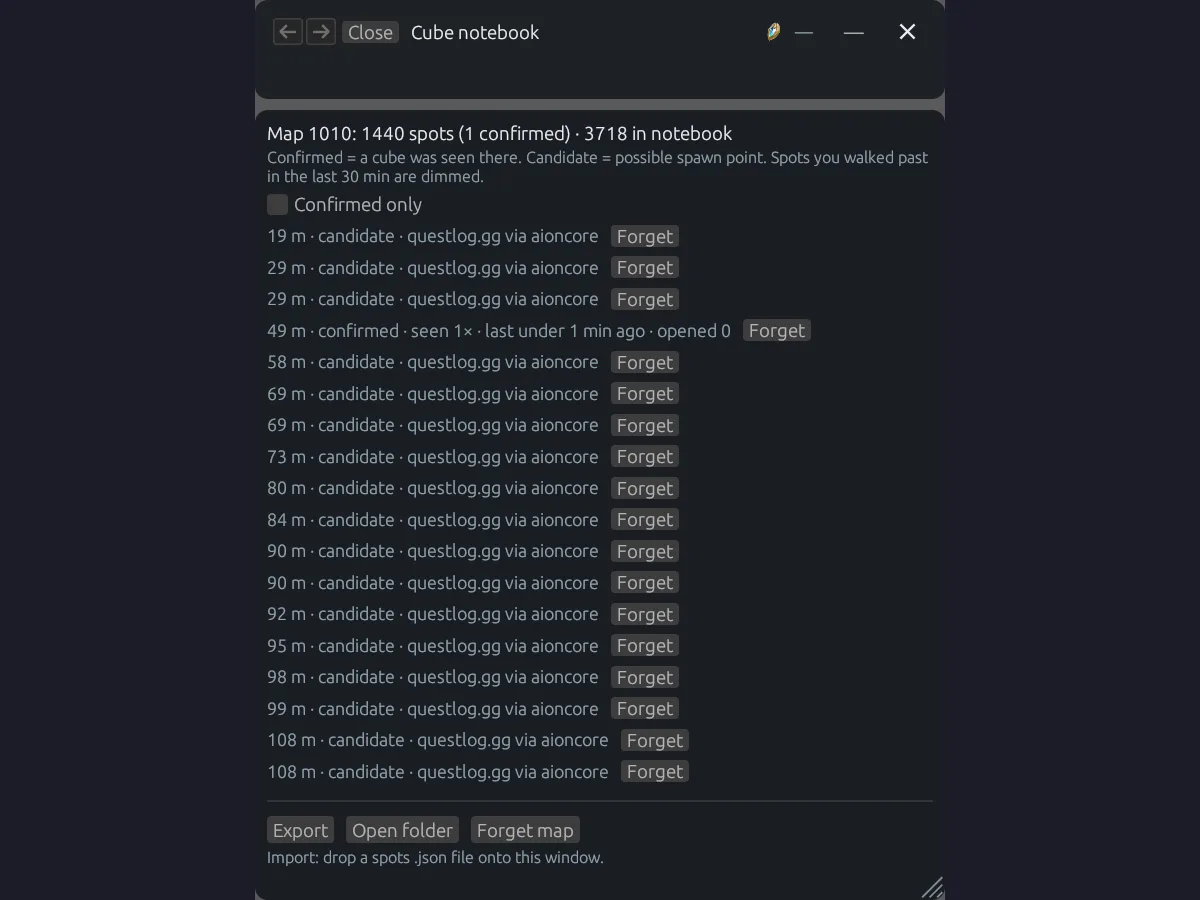 Close Cube notebook
Map 1010: 1440 spots (1 confirmed) · 3718 in notebook
Confirmed = a cube was seen there. Candidate = possible spawn point. Spots you walked past
in the last 30 min are dimmed.
Confirmed only
19 m · candidate · questlog.gg via aioncore Forget
29 m · candidate · questlog.gg via aioncore Forget
29 m · candidate · questlog.gg via aioncore Forget
49 m · confirmed · seen 1× · last under 1 min ago · opened 0 Forget
58 m · candidate · questlog.gg via aioncore Forget
69 m · candidate · questlog.gg via aioncore Forget
69 m · candidate · questlog.gg via aioncore Forget
73 m · candidate · questlog.gg via aioncore Forget
80 m · candidate · questlog.gg via aioncore Forget
84 m · candidate · questlog.gg via aioncore Forget
90 m · candidate · questlog.gg via aioncore Forget
90 m · candidate · questlog.gg via aioncore Forget
92 m · candidate · questlog.gg via aioncore Forget
95 m · candidate · questlog.gg via aioncore Forget
98 m · candidate · questlog.gg via aioncore Forget
99 m · candidate · questlog.gg via aioncore Forget
108 m · candidate · questlog.gg via aioncore Forget
108 m · candidate · questlog.gg via aioncore Forget
Export Open folder Forget map
Import: drop a spots .json file onto this window.